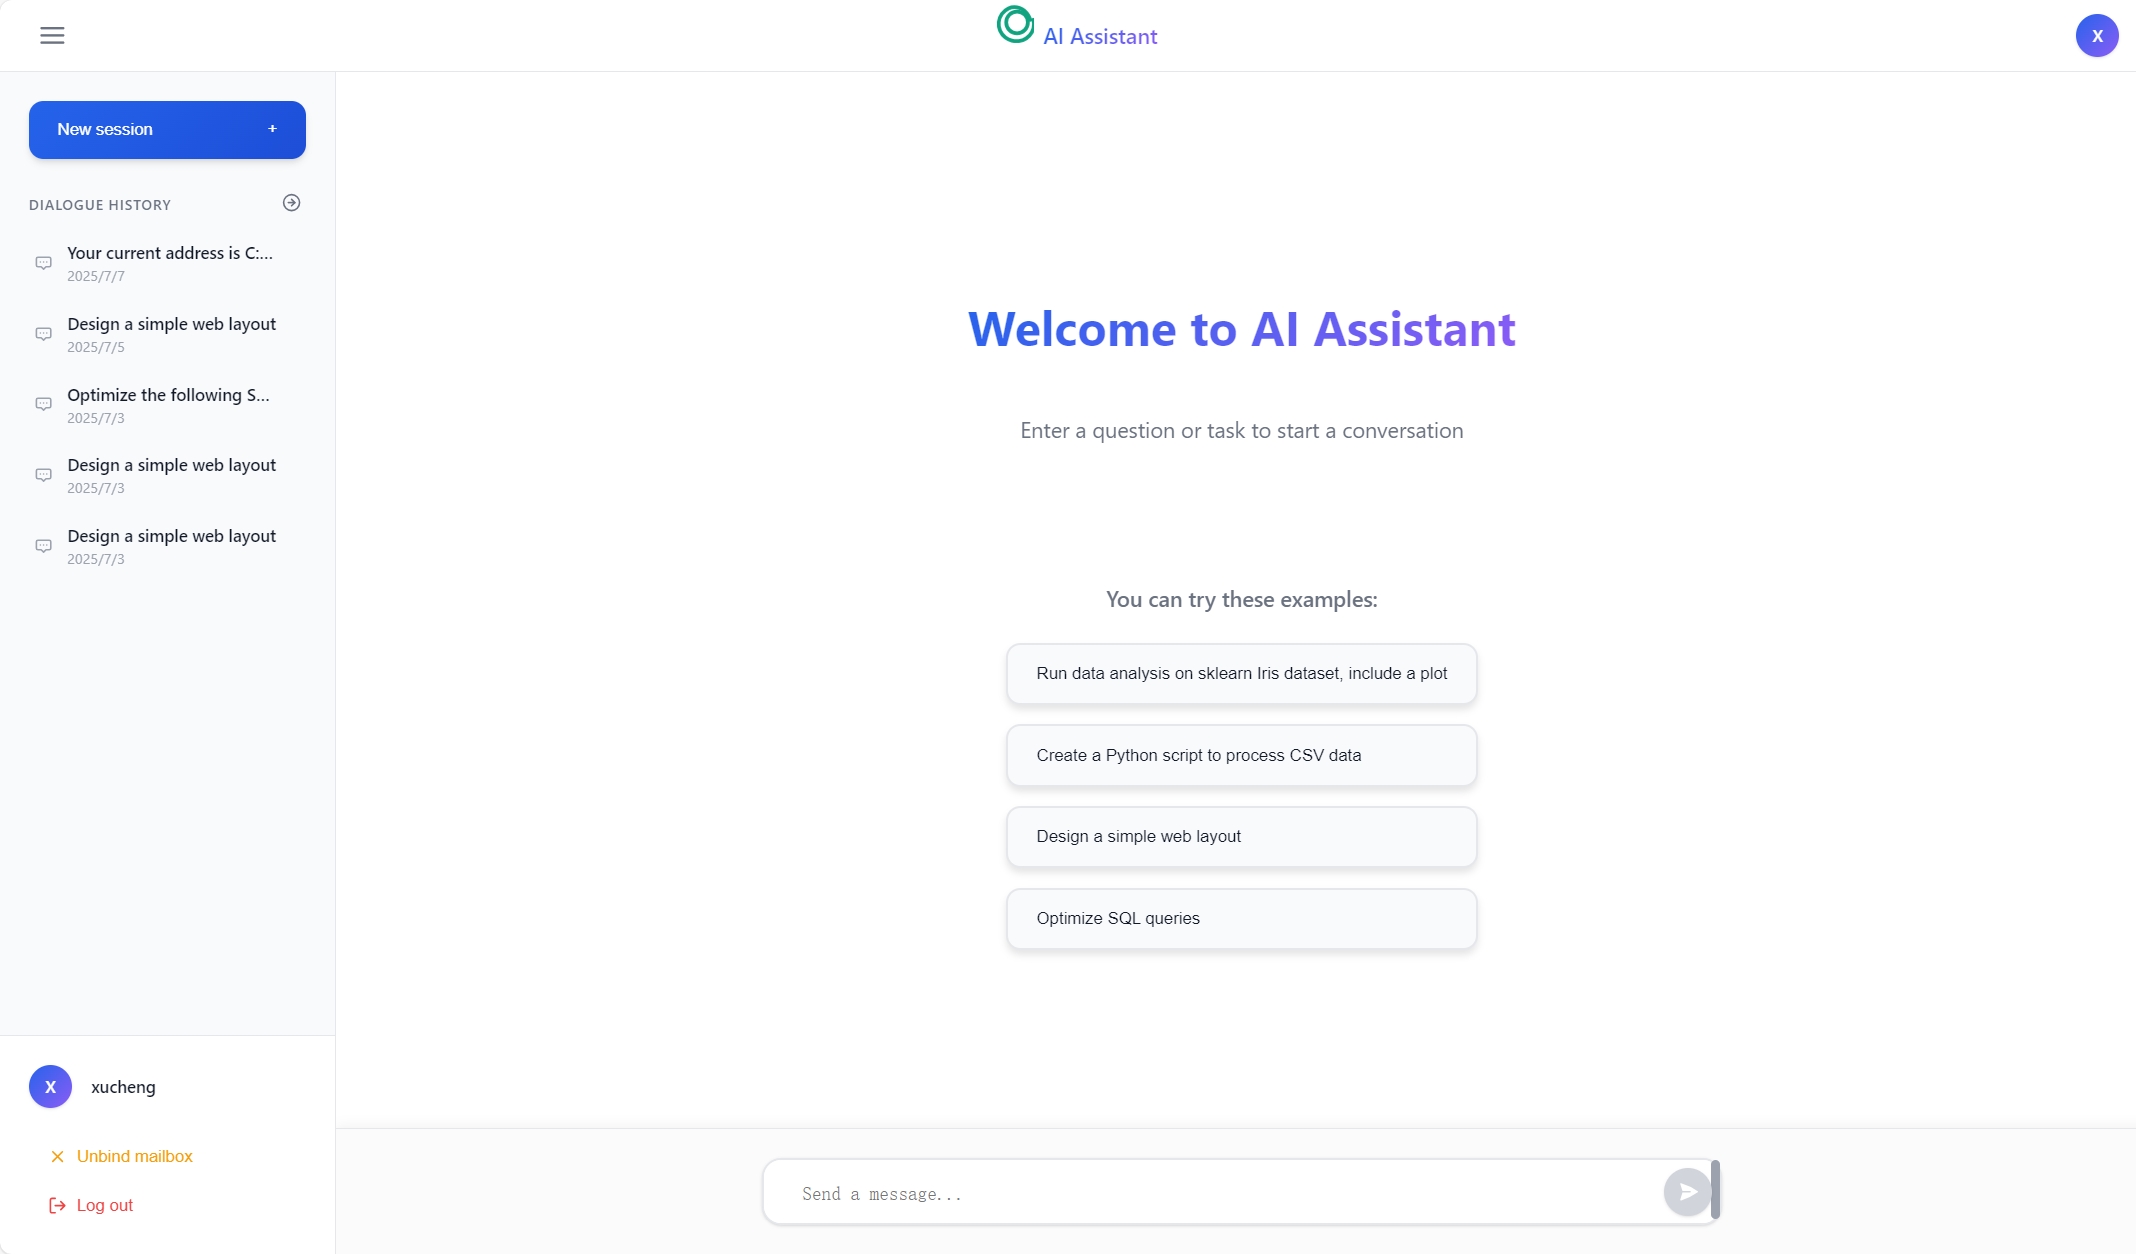 AI Assistant
X
New session +
DIALOGUE HISTORY
Your current address is C:...
2025/7/7
Design a simple web layout
2025/7/5
Optimize the following S...
2025/7/3
Design a simple web layout
2025/7/3
Design a simple web layout
2025/7/3
X xucheng
Unbind mailbox
Log out
Welcome to AI Assistant
Enter a question or task to start a conversation
You can try these examples:
Run data analysis on sklearn Iris dataset, include a plot
Create a Python script to process CSV data
Design a simple web layout
Optimize SQL queries
Send a message...